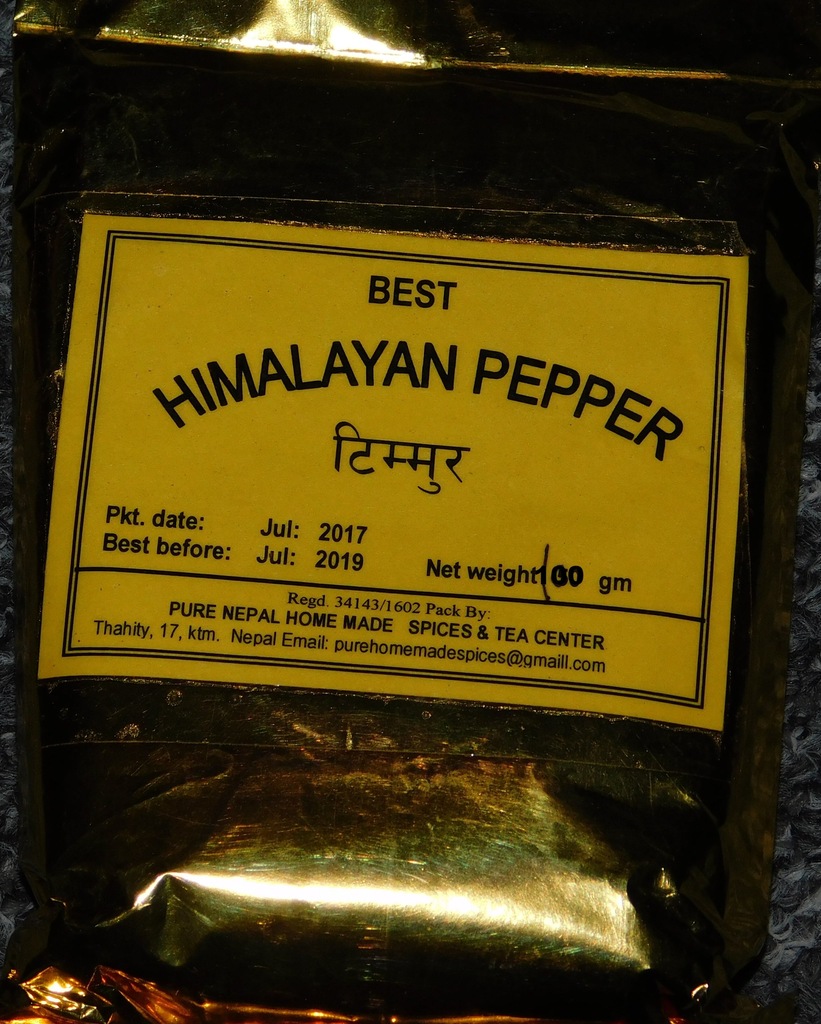 BEST
HIMALAYAN PEPPER
टिम्मुर
Pkt. date: Jul: 2017
Best before: Jul: 2019
Net weight 100 gm
Regd. 34143/1602 Pack By:
PURE NEPAL HOME MADE SPICES & TEA CENTER
Thahity, 17, ktm. Nepal Email: purehomemadespices@gmaill.com